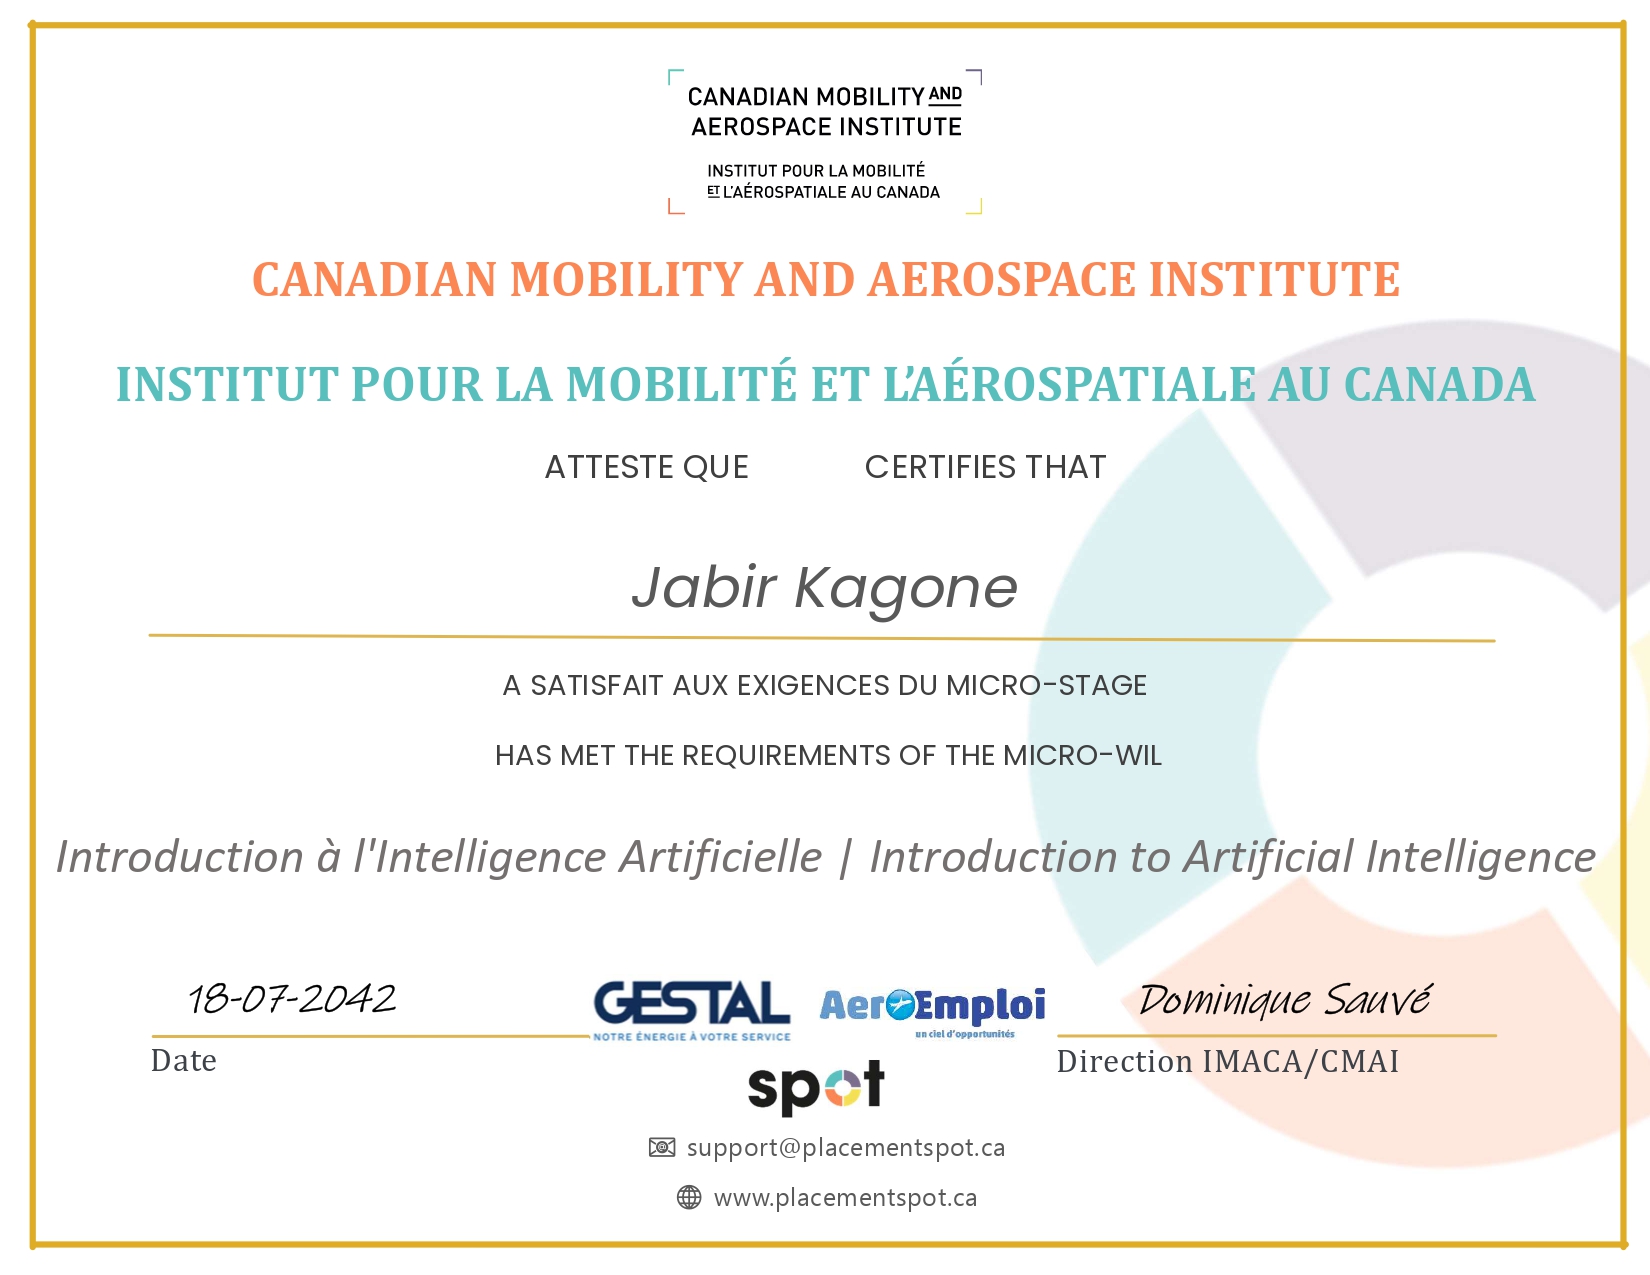 CANADIAN MOBILITY AND
AEROSPACE INSTITUTE
INSTITUT POUR LA MOBILITÉ
ET L'AÉROSPATIALE AU CANADA
CANADIAN MOBILITY AND AEROSPACE INSTITUTE
INSTITUT POUR LA MOBILITÉ ET L’AÉROSPATIALE AU CANADA
ATTESTE QUE CERTIFIES THAT
Jabir Kagone
A SATISFAIT AUX EXIGENCES DU MICRO-STAGE
HAS MET THE REQUIREMENTS OF THE MICRO-WIL
Introduction à l'Intelligence Artificielle | Introduction to Artificial Intelligence
18-07-2042
GESTAL
NOTRE ÉNERGIE À VOTRE SERVICE
AeroEmploi
un ciel d'opportunités
Dominique Sauvé
Date
Direction IMACA/CMAI
spot
support@placementspot.ca
www.placementspot.ca